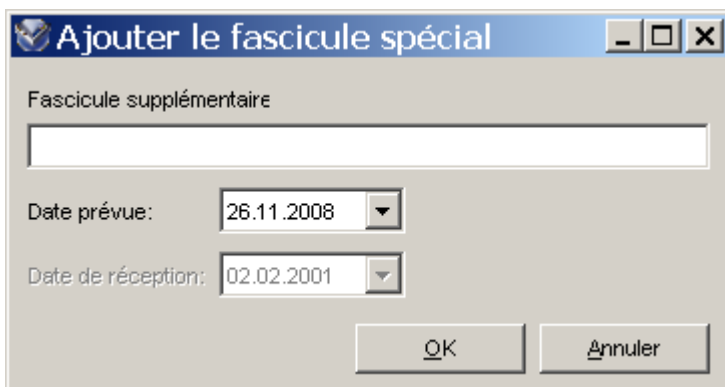 Ajouter le fascicule spécial
Fascicule supplémentaire
Date prévue: 26.11.2008
Date de réception: 02.02.2001
OK Annuler